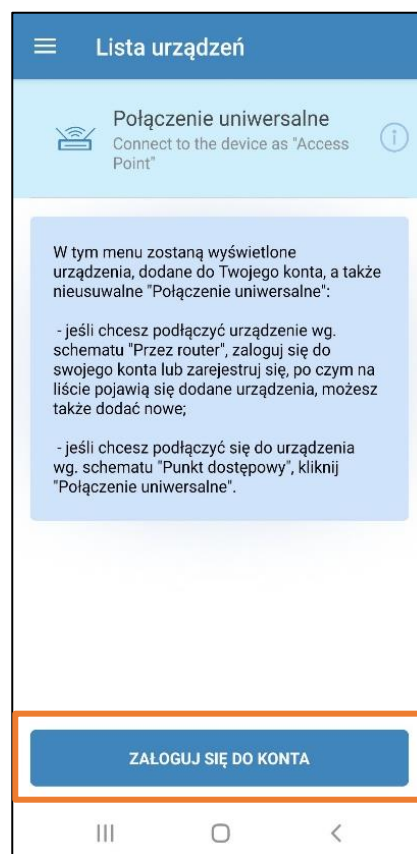 Lista urządzeń
Połączenie uniwersalne
Connect to the device as "Access
Point"
W tym menu zostaną wyświetlone
urządzenia, dodane do Twojego konta, a także
nieusuwalne "Połączenie uniwersalne":
- jeśli chcesz podłączyć urządzenie wg.
schematu "Przez router", zaloguj się do
swojego konta lub zarejestruj się, po czym na
liście pojawią się dodane urządzenia, możesz
także dodać nowe;
- jeśli chcesz podłączyć się do urządzenia
wg. schematu "Punkt dostępowy", kliknij
"Połączenie uniwersalne".
ZAŁOGUJ SIĘ DO KONTA